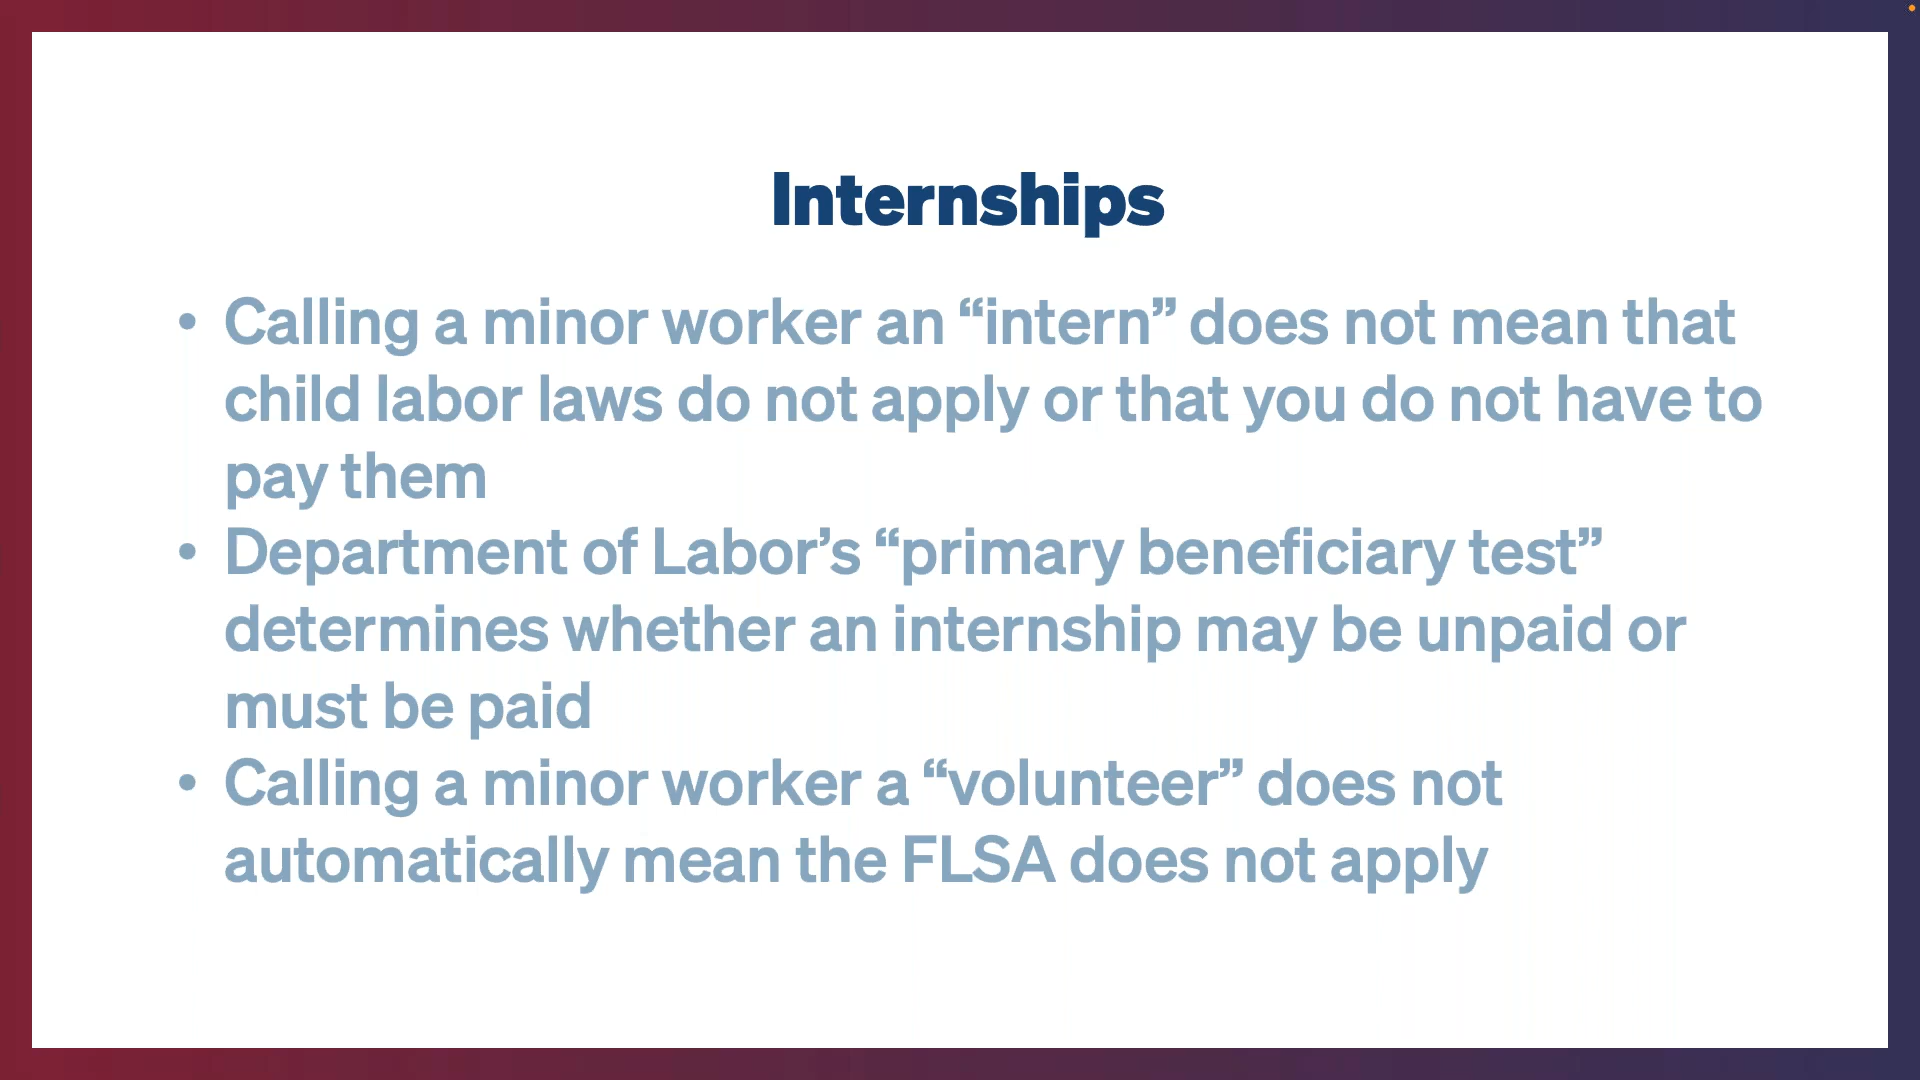 Internships
• Calling a minor worker an “intern” does not mean that
child labor laws do not apply or that you do not have to
pay them
• Department of Labor’s “primary beneficiary test”
determines whether an internship may be unpaid or
must be paid
• Calling a minor worker a “volunteer” does not
automatically mean the FLSA does not apply